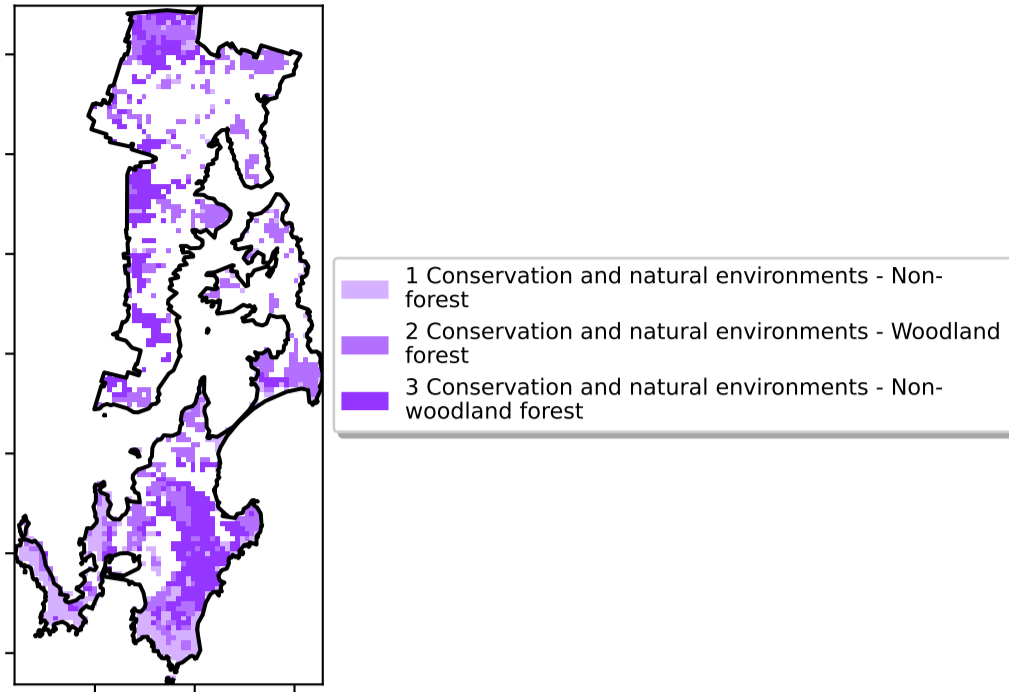 1 Conservation and natural environments - Non-
forest
2 Conservation and natural environments - Woodland
forest
3 Conservation and natural environments - Non-
woodland forest